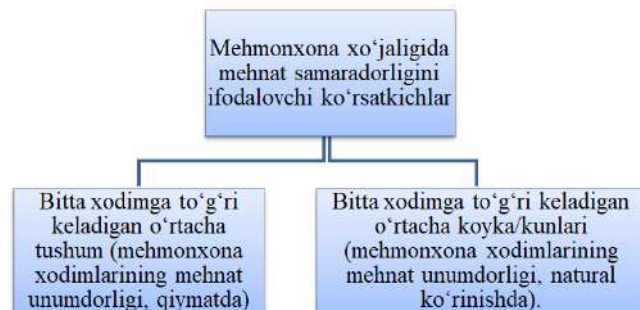 Mehmonxona xo‘jaligida
mehnat samaradorligini
ifodalovchi ko‘rsatkichlar
Bitta xodimga to‘g‘ri
keladigan o‘rtacha
tushum (mehmonxona
xodimlarining mehnat
unumdorligi, qiymatda)
Bitta xodimga to‘g‘ri keladigan
o‘rtacha koyka/kunlari
(mehmonxona xodimlarining
mehnat unumdorligi, natural
ko‘rinishda).